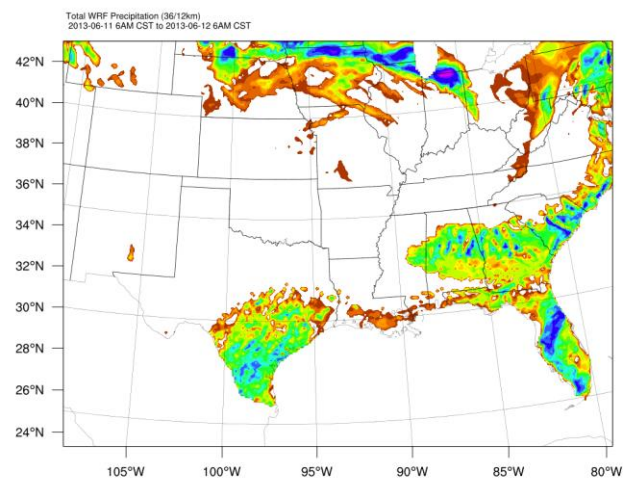 Total WRF Precipitation (36/12km)
2013-06-11 6AM CST to 2013-06-12 6AM CST
42°N
40°N
38°N
36°N
34°N
32°N
30°N
28°N
26°N
24°N
105°W
100°W
95°W
90°W
85°W
80°W